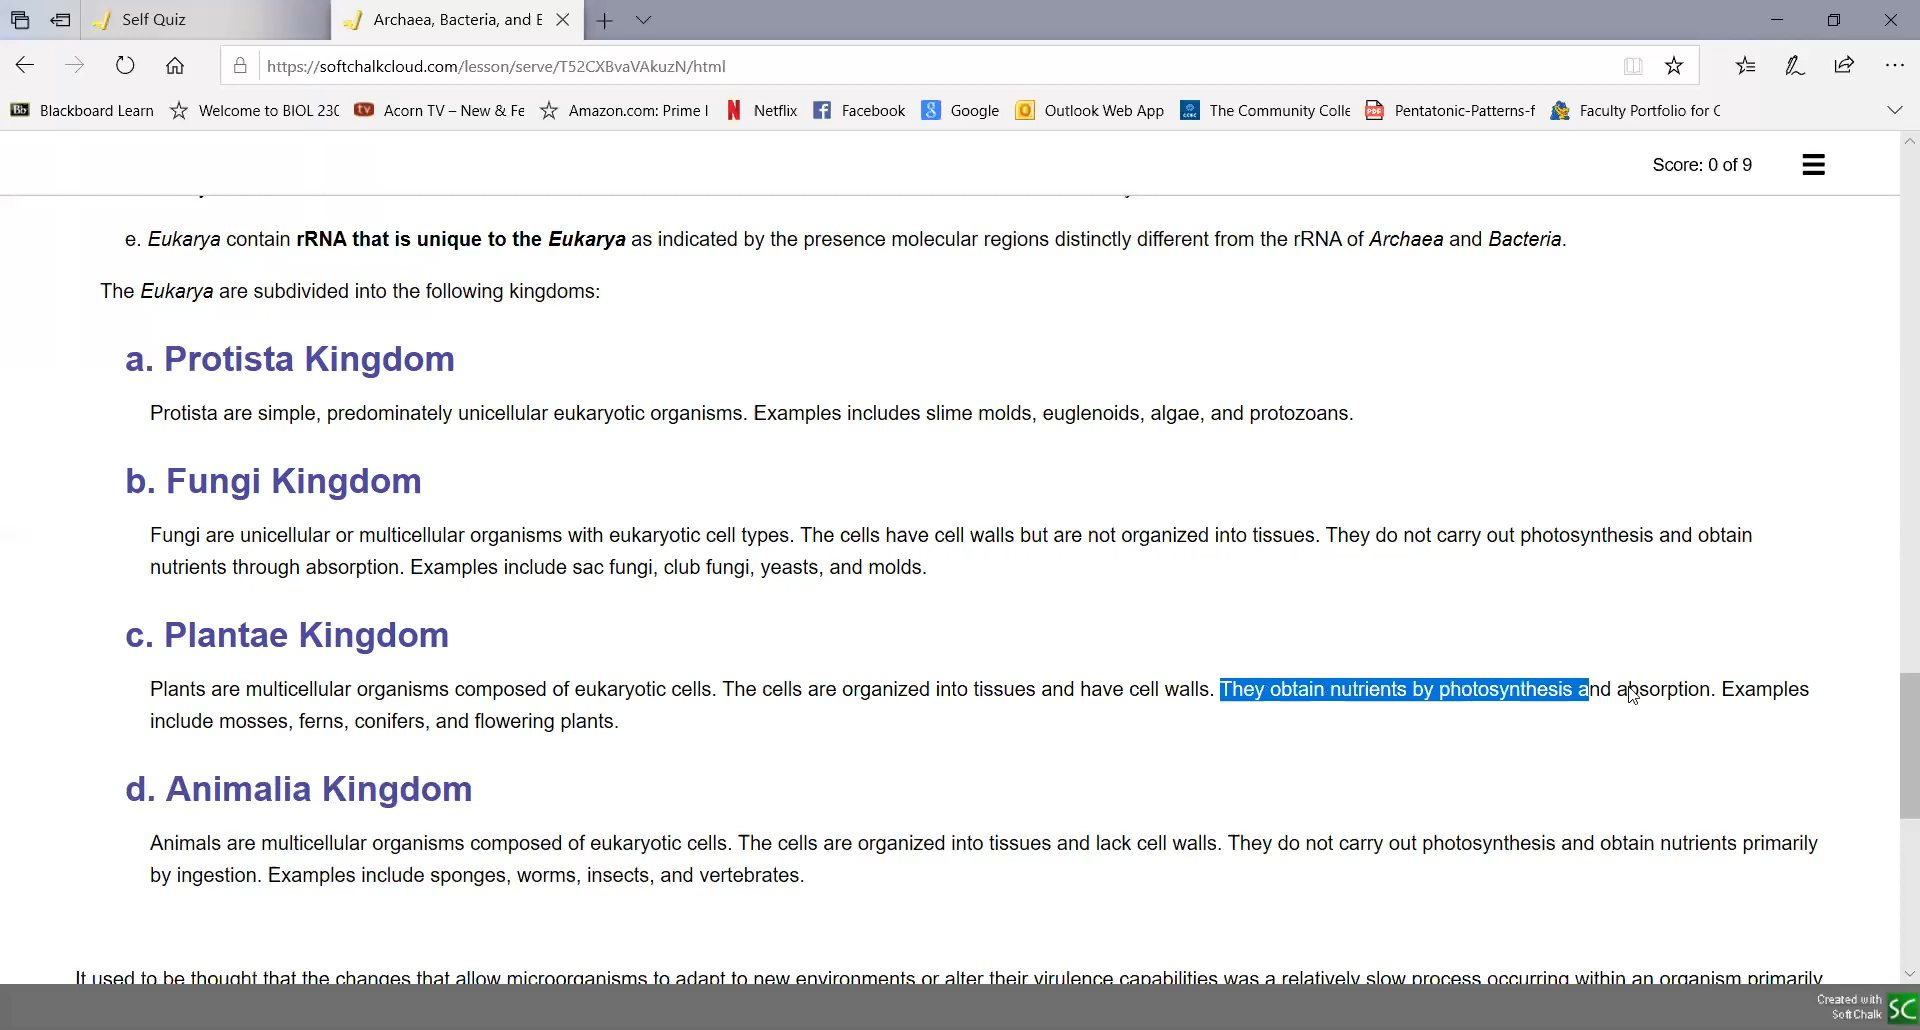 Self Quiz
Archaea, Bacteria, and E
https://softchalkcloud.com/lesson/serve/T52CXBvaVAkuzN/html
Bb Blackboard Learn Welcome to BIOL 230 tv Acorn TV – New & Fe Amazon.com: Prime I N Netflix f Facebook 8 Google Outlook Web App CCBC The Community Colle PDF Pentatonic-Patterns-f Faculty Portfolio for C
Score: 0 of 9
e. Eukarya contain rRNA that is unique to the Eukarya as indicated by the presence molecular regions distinctly different from the rRNA of Archaea and Bacteria.
The Eukarya are subdivided into the following kingdoms:
a. Protista Kingdom
Protista are simple, predominately unicellular eukaryotic organisms. Examples includes slime molds, euglenoids, algae, and protozoans.
b. Fungi Kingdom
Fungi are unicellular or multicellular organisms with eukaryotic cell types. The cells have cell walls but are not organized into tissues. They do not carry out photosynthesis and obtain
nutrients through absorption. Examples include sac fungi, club fungi, yeasts, and molds.
c. Plantae Kingdom
Plants are multicellular organisms composed of eukaryotic cells. The cells are organized into tissues and have cell walls. They obtain nutrients by photosynthesis and absorption. Examples
include mosses, ferns, conifers, and flowering plants.
d. Animalia Kingdom
Animals are multicellular organisms composed of eukaryotic cells. The cells are organized into tissues and lack cell walls. They do not carry out photosynthesis and obtain nutrients primarily
by ingestion. Examples include sponges, worms, insects, and vertebrates.
It used to be thought that the changes that allow microorganisms to adapt to new environments or alter their virulence capabilities was a relatively slow process occurring within an organism primarily
Created with
SoftChalk
SC